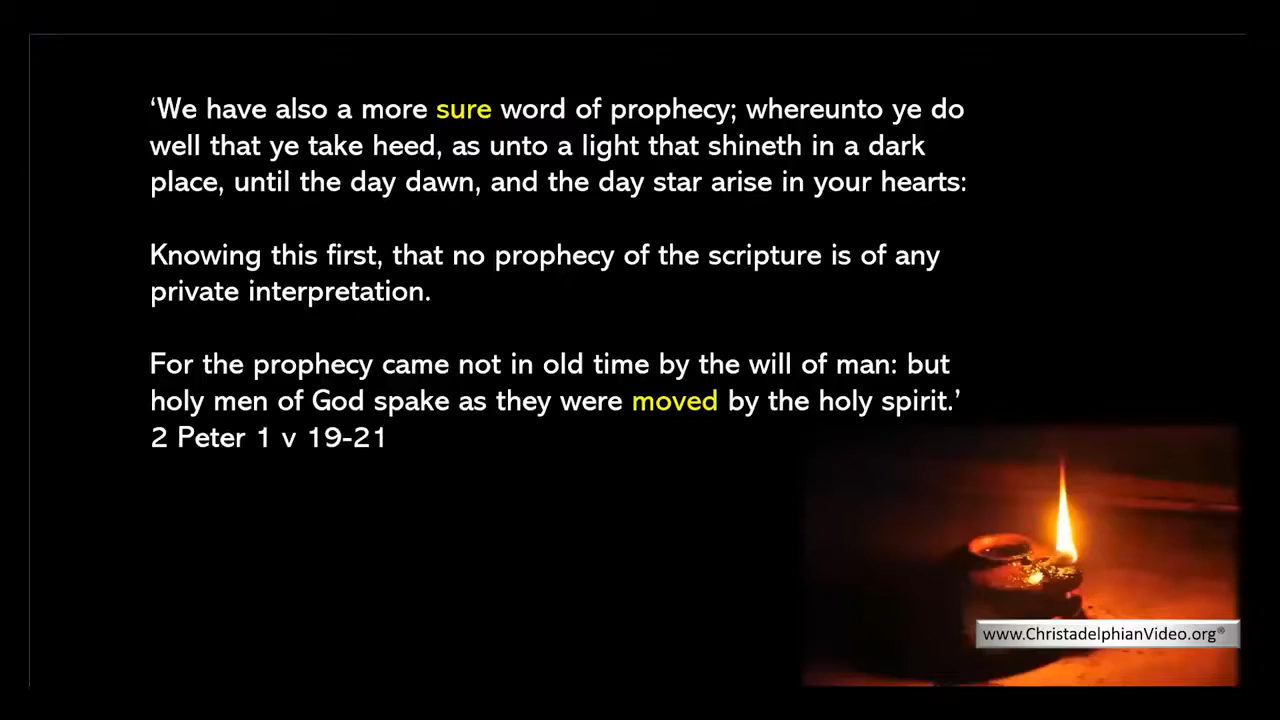 ‘We have also a more sure word of prophecy; whereunto ye do
well that ye take heed, as unto a light that shineth in a dark
place, until the day dawn, and the day star arise in your hearts:
Knowing this first, that no prophecy of the scripture is of any
private interpretation.
For the prophecy came not in old time by the will of man: but
holy men of God spake as they were moved by the holy spirit.’
2 Peter 1 v 19-21
www.ChristadelphianVideo.org®